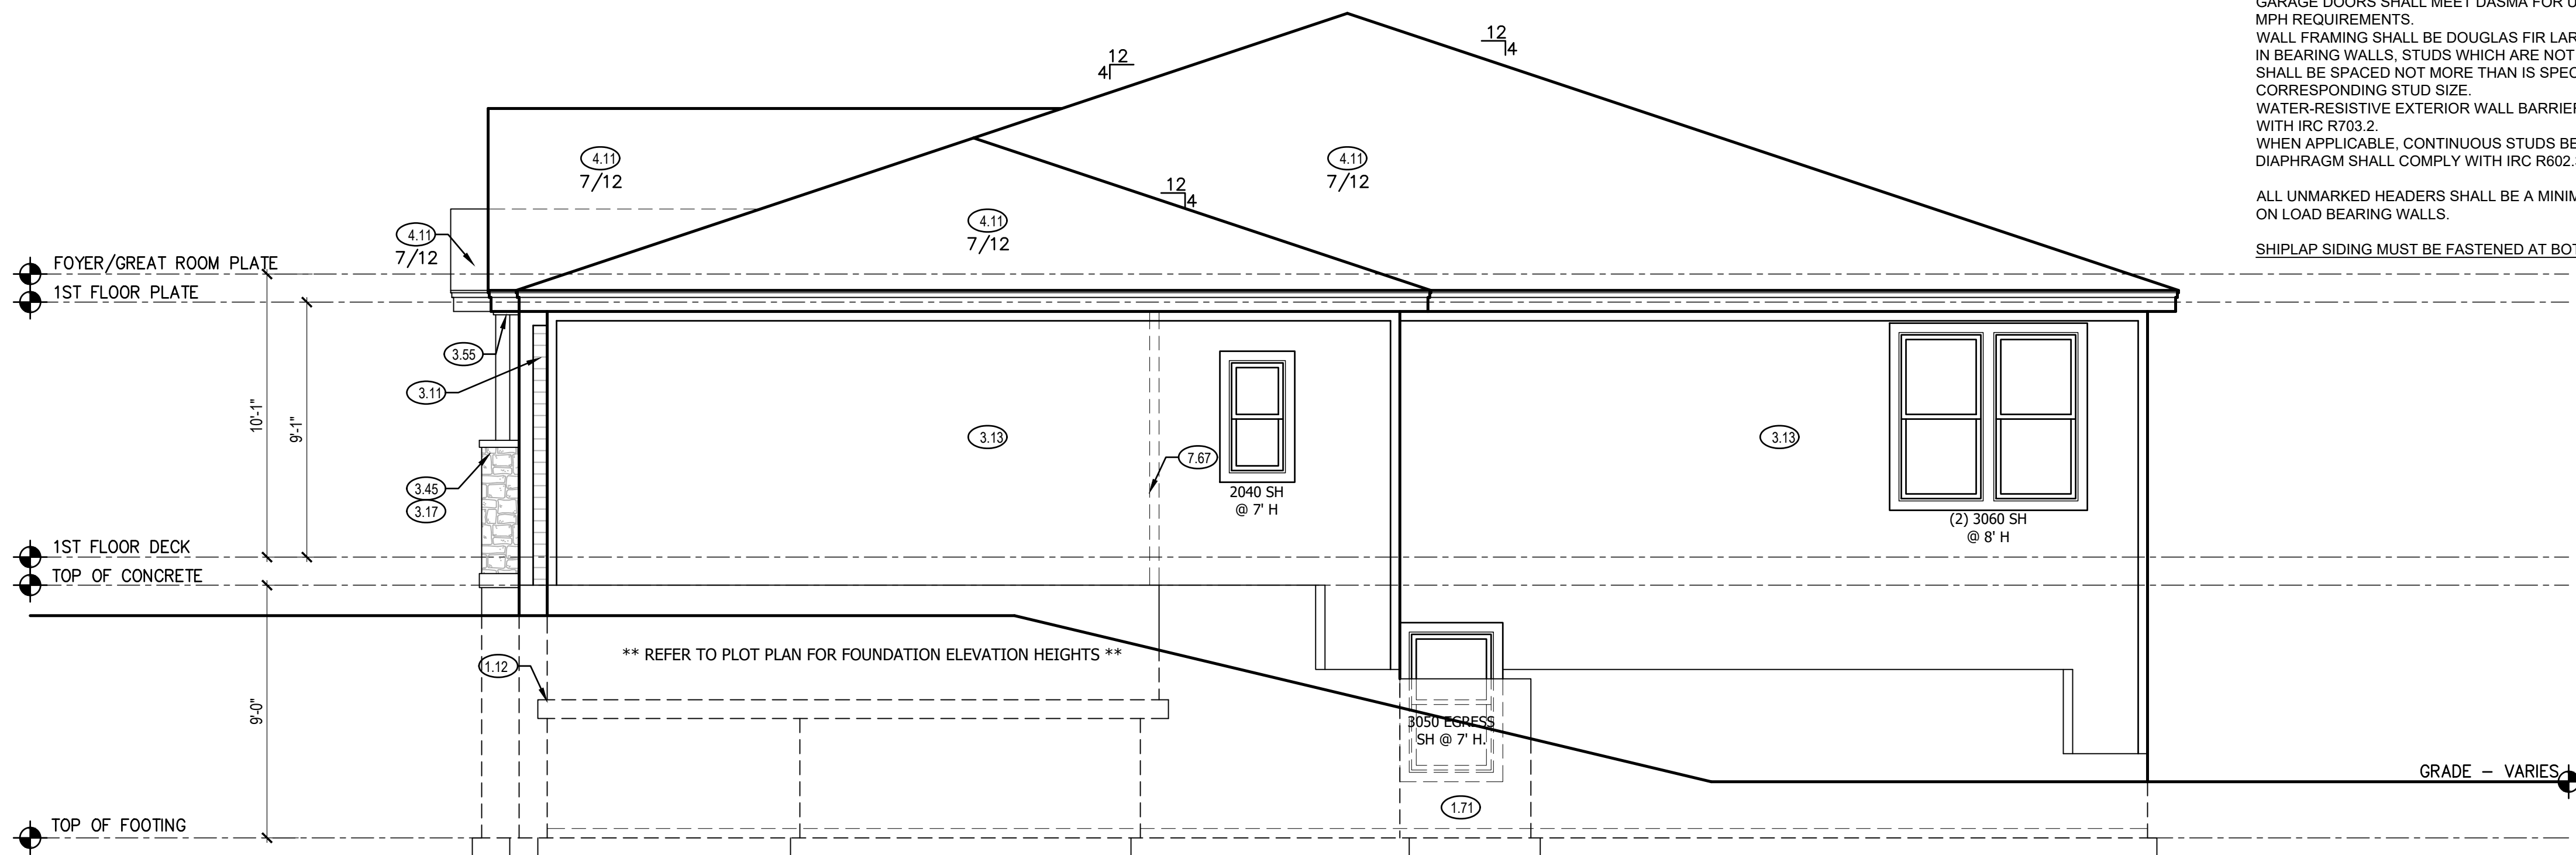 GARAGE DOORS SHALL MEET DASMA FOR
MPH REQUIREMENTS.
WALL FRAMING SHALL BE DOUGLAS FIR
IN BEARING WALLS, STUDS WHICH ARE NOT
SHALL BE SPACED NOT MORE THAN IS
CORRESPONDING STUD SIZE.
WATER-RESISTIVE EXTERIOR WALL
WITH IRC R703.2.
WHEN APPLICABLE, CONTINUOUS STUDS
DIAPHRAGM SHALL COMPLY WITH IRC
ALL UNMARKED HEADERS SHALL BE A
ON LOAD BEARING WALLS.
SHIPLAP SIDING MUST BE FASTENED AT
12
4
12
4
12
4
4.11
7/12
4.11
7/12
4.11
7/12
4.11
7/12
FOYER/GREAT ROOM PLATE
1ST FLOOR PLATE
3.55
3.11
10'-1"
9'-1"
3.13
3.13
7.67
3.45
3.17
2040 SH
@ 7' H
(2) 3060 SH
@ 8' H
1ST FLOOR DECK
TOP OF CONCRETE
1.12
** REFER TO PLOT PLAN FOR FOUNDATION ELEVATION HEIGHTS **
9'-0"
3050 EGRESS
SH @ 7' H.
1.71
GRADE - VARIES
TOP OF FOOTING